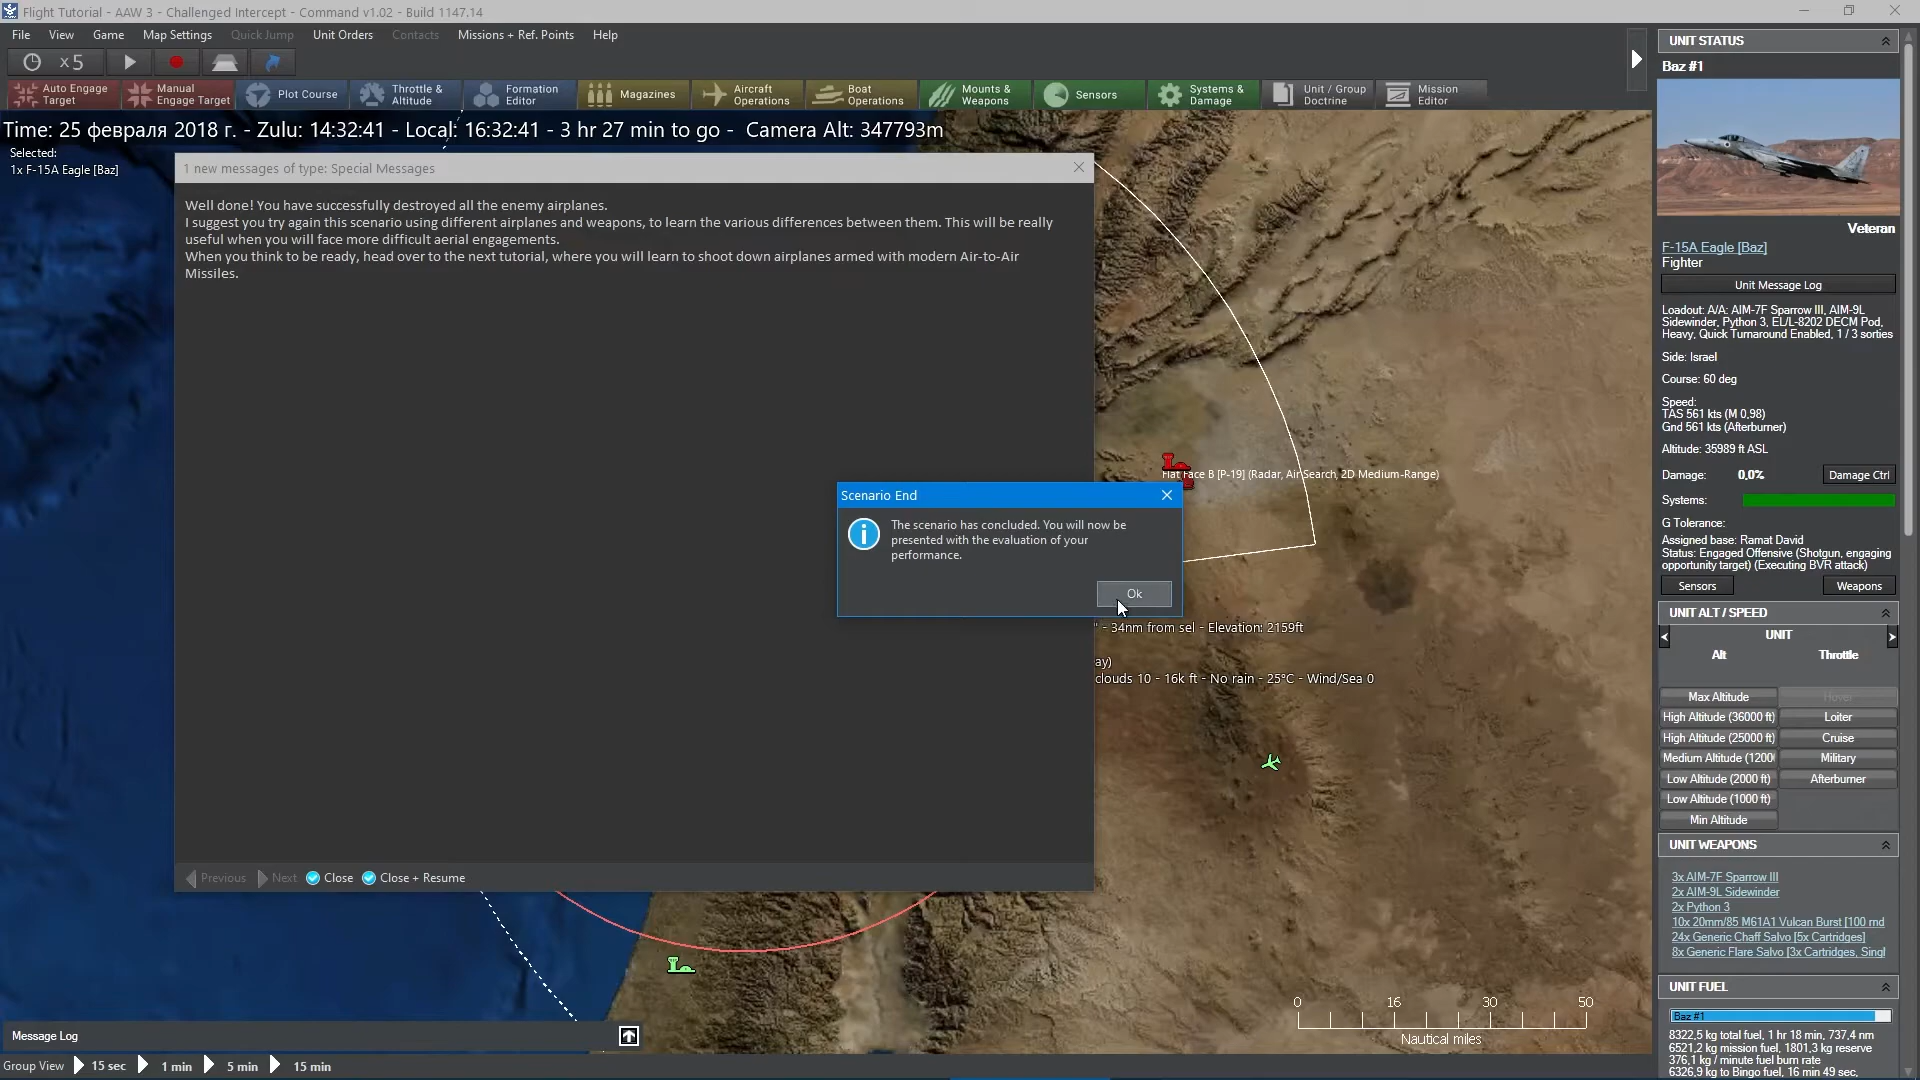 Flight Tutorial - AAW 3 - Challenged Intercept - Command v1.02 - Build 1147.14
File View Game Map Settings Quick Jump Unit Orders Contacts Missions + Ref. Points Help
x5
Auto Engage Target
Manual Engage Target
Plot Course
Throttle & Altitude
Formation Editor
Magazines
Aircraft Operations
Boat Operations
Mounts & Weapons
Sensors
Systems & Damage
Unit / Group Doctrine
Mission Editor
Time: 25 февраля 2018 г. - Zulu: 14:32:41 - Local: 16:32:41 - 3 hr 27 min to go - Camera Alt: 347793m
Selected:
1x F-15A Eagle [Baz]
1 new messages of type: Special Messages
Well done! You have successfully destroyed all the enemy airplanes.
I suggest you try again this scenario using different airplanes and weapons, to learn the various differences between them. This will be really
useful when you will face more difficult aerial engagements.
When you think to be ready, head over to the next tutorial, where you will learn to shoot down airplanes armed with modern Air-to-Air
Missiles.
Previous Next Close Close + Resume
Scenario End
The scenario has concluded. You will now be
presented with the evaluation of your
performance.
Ok
Flat Face B [P-19] (Radar, Air Search, 2D Medium-Range)
" - 34nm from sel - Elevation: 2159ft
ay)
clouds 10 - 16k ft - No rain - 25°C - Wind/Sea 0
0 16 30 50
Nautical miles
Message Log
Group View 15 sec 1 min 5 min 15 min
UNIT STATUS
Baz #1
Veteran
F-15A Eagle [Baz]
Fighter
Unit Message Log
Loadout: A/A: AIM-7F Sparrow III, AIM-9L
Sidewinder, Python 3, EL/L-8202 DECM Pod,
Heavy, Quick Turnaround Enabled, 1 / 3 sorties
Side: Israel
Course: 60 deg
Speed:
TAS 561 kts (M 0,98)
Gnd 561 kts (Afterburner)
Altitude: 35989 ft ASL
Damage: 0.0% Damage Ctrl
Systems:
G Tolerance:
Assigned base: Ramat David
Status: Engaged Offensive (Shotgun, engaging
opportunity target) (Executing BVR attack)
Sensors Weapons
UNIT ALT / SPEED
UNIT
Alt Throttle
Max Altitude Hover
High Altitude (36000 ft) Loiter
High Altitude (25000 ft) Cruise
Medium Altitude (1200 Military
Low Altitude (2000 ft) Afterburner
Low Altitude (1000 ft)
Min Altitude
UNIT WEAPONS
3x AIM-7F Sparrow III
2x AIM-9L Sidewinder
2x Python 3
10x 20mm/85 M61A1 Vulcan Burst [100 rnd
24x Generic Chaff Salvo [5x Cartridges]
8x Generic Flare Salvo [3x Cartridges, Singl
UNIT FUEL
Baz #1
8322,5 kg total fuel, 1 hr 18 min, 737,4 nm
6521,2 kg mission fuel, 1801,3 kg reserve
376,1 kg / minute fuel burn rate
6326,9 kg to Bingo fuel, 16 min 49 sec,